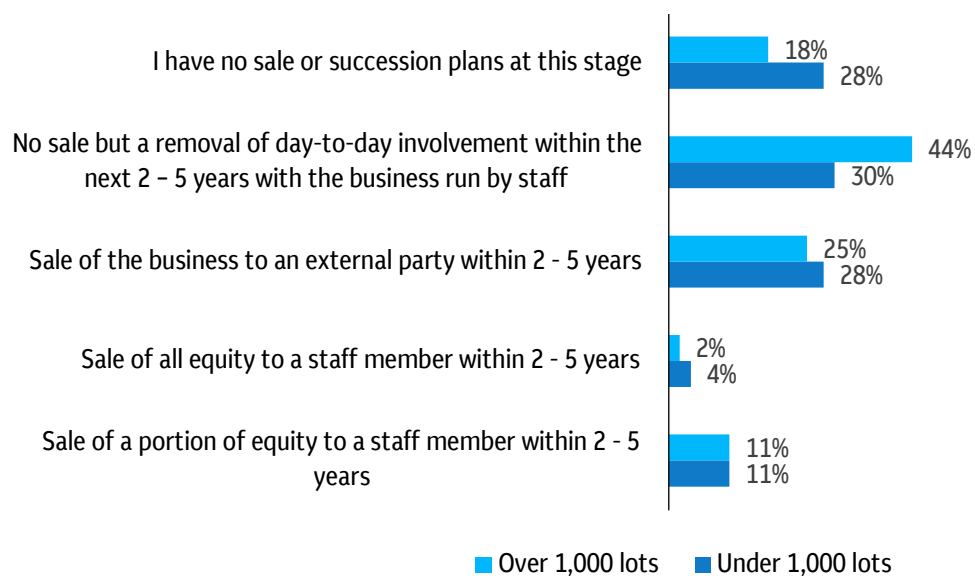 I have no sale or succession plans at this stage
18%
28%
No sale but a removal of day-to-day involvement within the
next 2 – 5 years with the business run by staff
44%
30%
Sale of the business to an external party within 2 - 5 years
25%
28%
Sale of all equity to a staff member within 2 - 5 years
2%
4%
Sale of a portion of equity to a staff member within 2 - 5
years
11%
11%
Over 1,000 lots
Under 1,000 lots